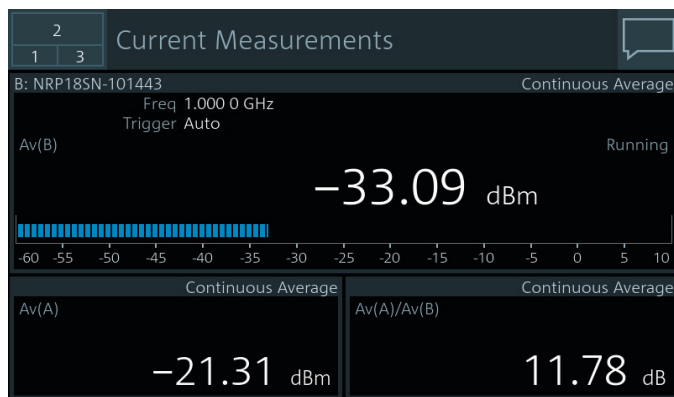 2
1 3
Current Measurements
B: NRP18SN-101443 Continuous Average
Freq 1.000 0 GHz
Trigger Auto
Av(B) Running
−33.09 dBm
-60 -55 -50 -45 -40 -35 -30 -25 -20 -15 -10 -5 0 5 10
Continuous Average
Av(A)
−21.31 dBm
Continuous Average
Av(A)/Av(B)
11.78 dB